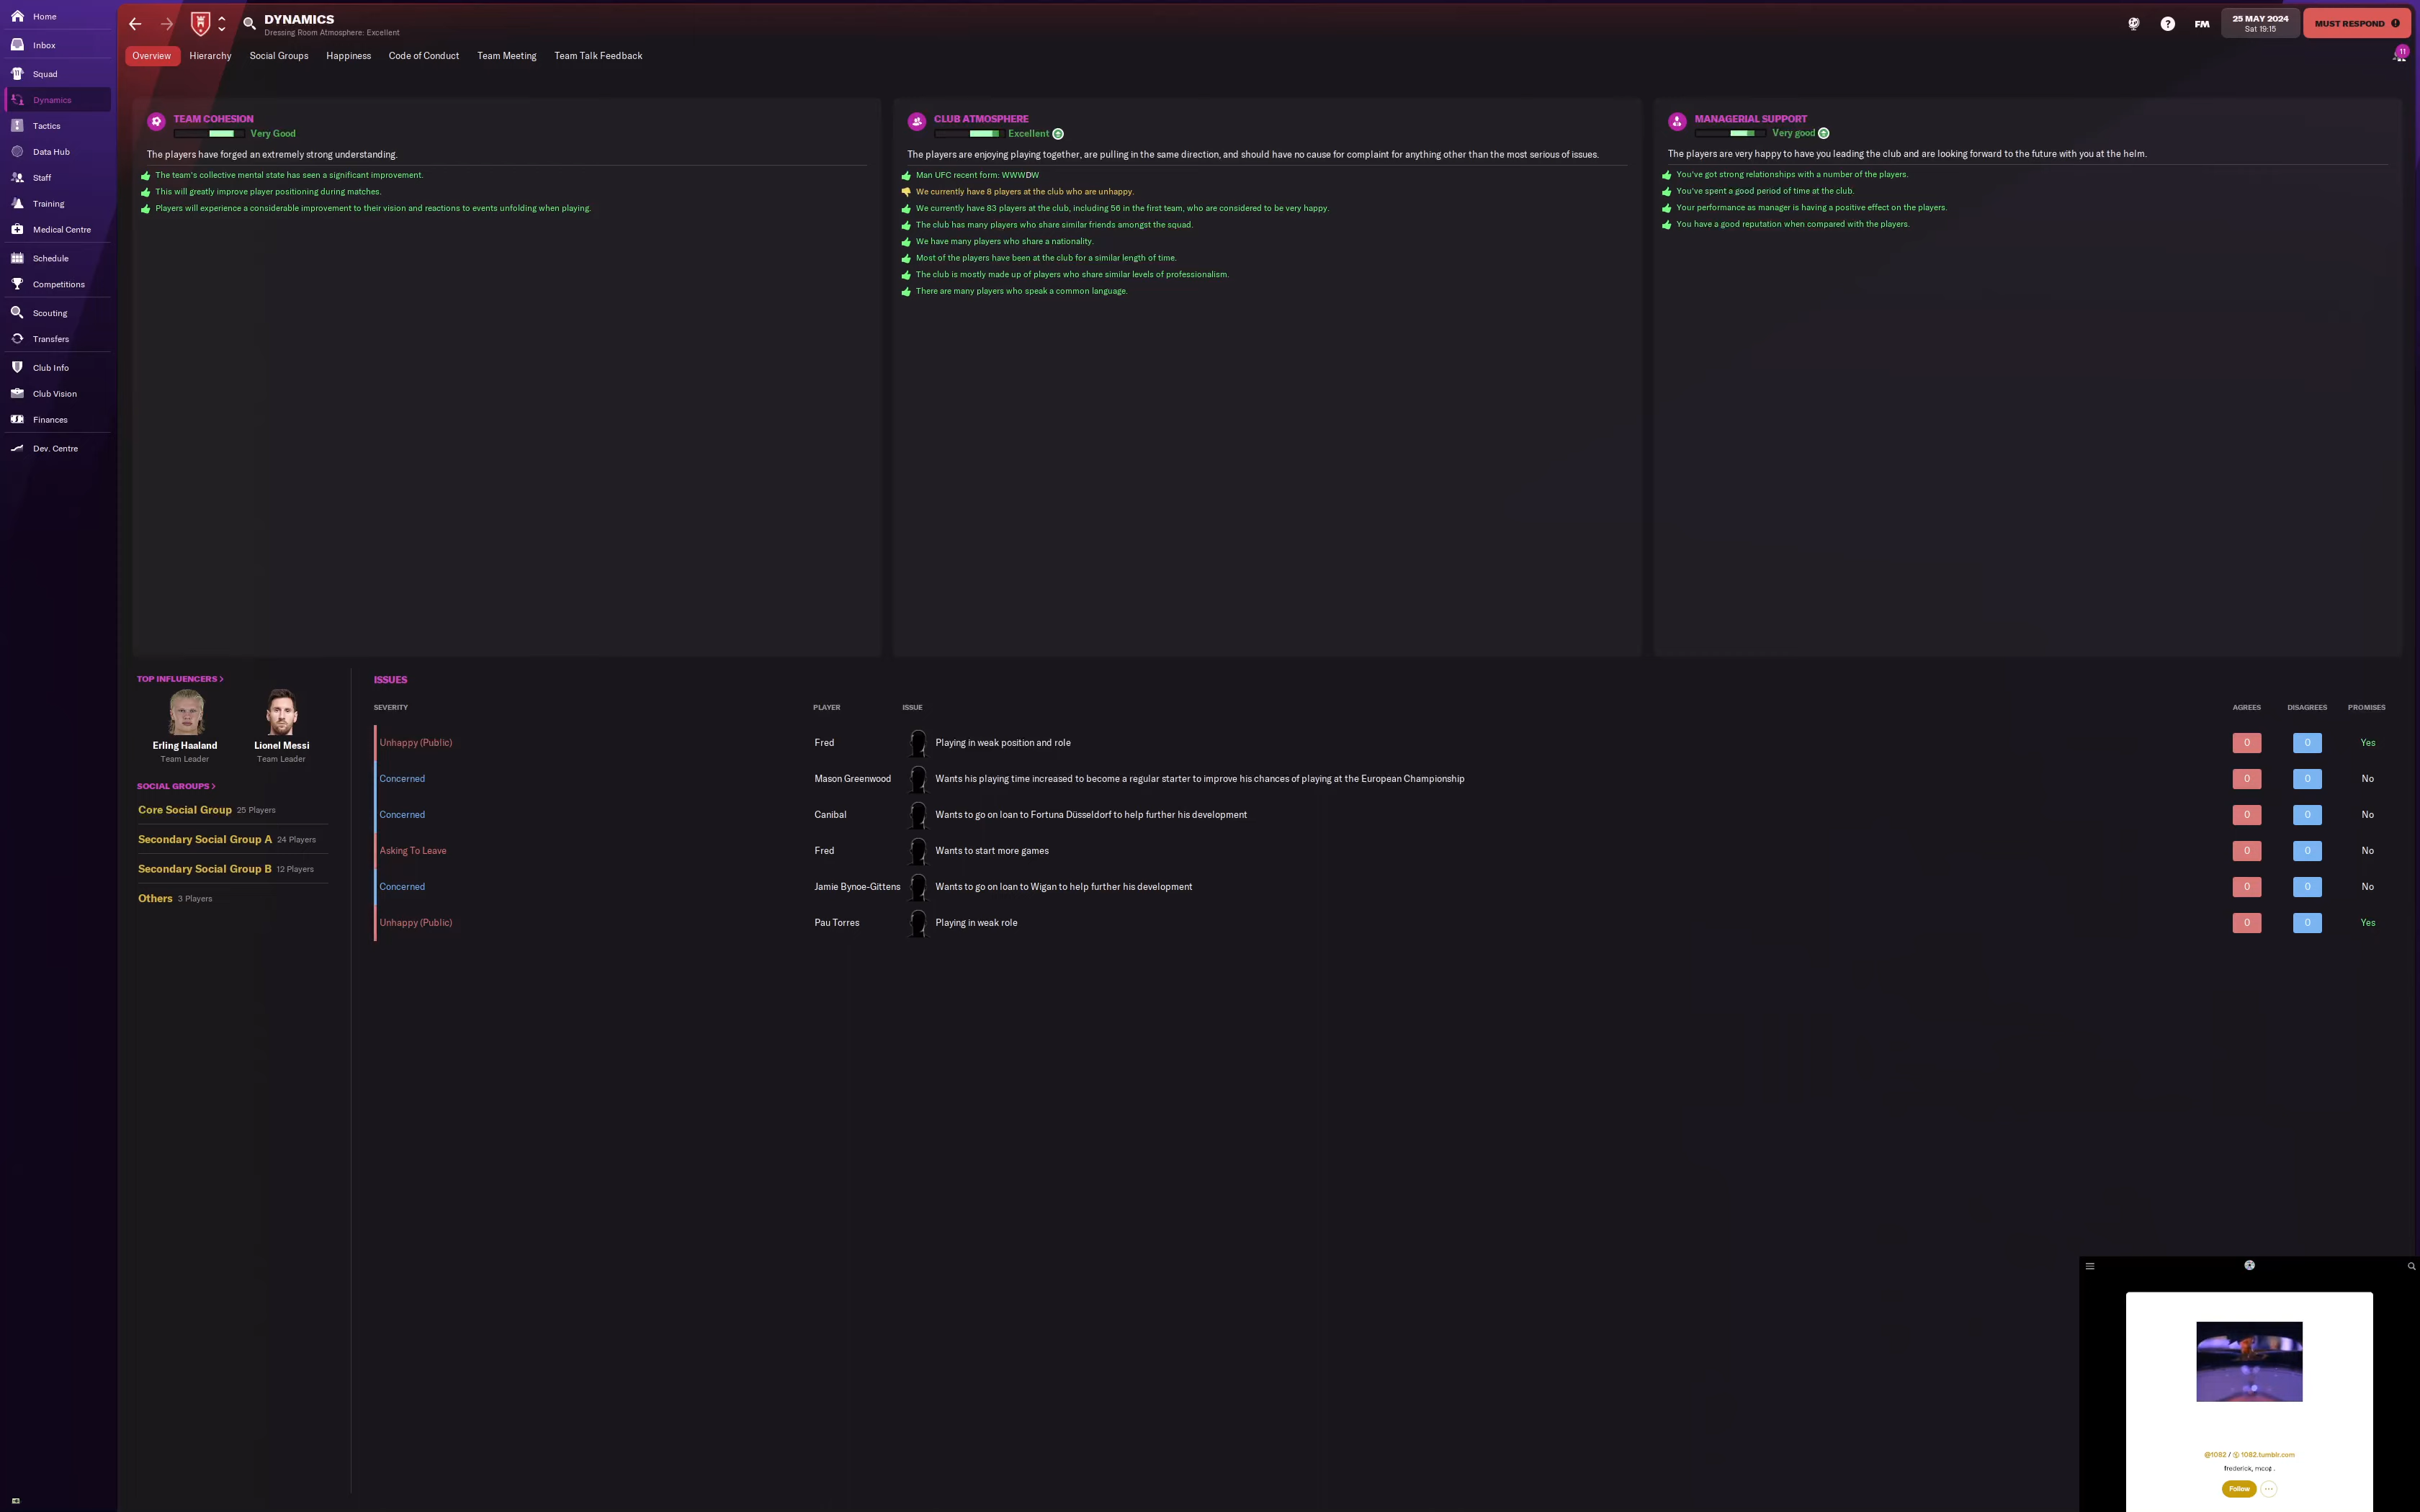 Home
Inbox
Squad
Dynamics
Tactics
Data Hub
Staff
Training
Medical Centre
Schedule
Competitions
Scouting
Transfers
Club Info
Club Vision
Finances
Dev. Centre
DYNAMICS
Dressing Room Atmosphere: Excellent
FM
25 MAY 2024
Sat 19:15
MUST RESPOND
Overview Hierarchy Social Groups Happiness Code of Conduct Team Meeting Team Talk Feedback
11
TEAM COHESION
Very Good
The players have forged an extremely strong understanding.
The team's collective mental state has seen a significant improvement.
This will greatly improve player positioning during matches.
Players will experience a considerable improvement to their vision and reactions to events unfolding when playing.
CLUB ATMOSPHERE
Excellent
The players are enjoying playing together, are pulling in the same direction, and should have no cause for complaint for anything other than the most serious of issues.
Man UFC recent form: WWWDW
We currently have 8 players at the club who are unhappy.
We currently have 83 players at the club, including 56 in the first team, who are considered to be very happy.
The club has many players who share similar friends amongst the squad.
We have many players who share a nationality.
Most of the players have been at the club for a similar length of time.
The club is mostly made up of players who share similar levels of professionalism.
There are many players who speak a common language.
MANAGERIAL SUPPORT
Very good
The players are very happy to have you leading the club and are looking forward to the future with you at the helm.
You've got strong relationships with a number of the players.
You've spent a good period of time at the club.
Your performance as manager is having a positive effect on the players.
You have a good reputation when compared with the players.
TOP INFLUENCERS >
Erling Haaland
Team Leader
Lionel Messi
Team Leader
SOCIAL GROUPS >
Core Social Group 25 Players
Secondary Social Group A 24 Players
Secondary Social Group B 12 Players
Others 3 Players
ISSUES
SEVERITY PLAYER ISSUE AGREES DISAGREES PROMISES
Unhappy (Public) Fred Playing in weak position and role 0 0 Yes
Concerned Mason Greenwood Wants his playing time increased to become a regular starter to improve his chances of playing at the European Championship 0 0 No
Concerned Canibal Wants to go on loan to Fortuna Düsseldorf to help further his development 0 0 No
Asking To Leave Fred Wants to start more games 0 0 No
Concerned Jamie Bynoe-Gittens Wants to go on loan to Wigan to help further his development 0 0 No
Unhappy (Public) Pau Torres Playing in weak role 0 0 Yes
@1082 / 1082.tumblr.com
frederick,
Follow